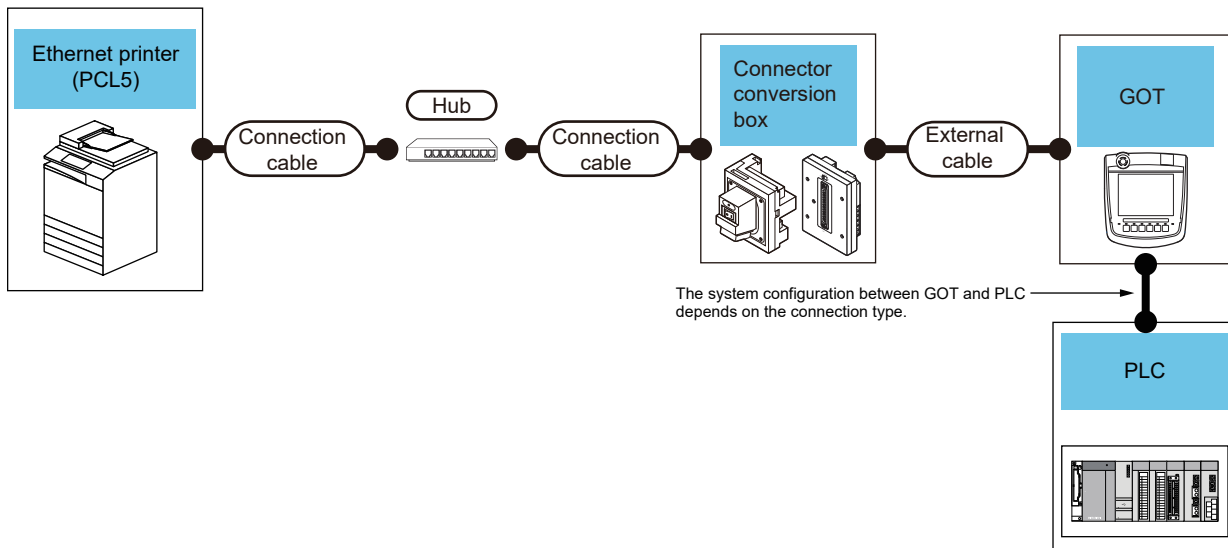 Ethernet printer
(PCL5)
Connection
cable
Hub
Connection
cable
Connector
conversion
box
External
cable
GOT
The system configuration between GOT and PLC
depends on the connection type.
PLC